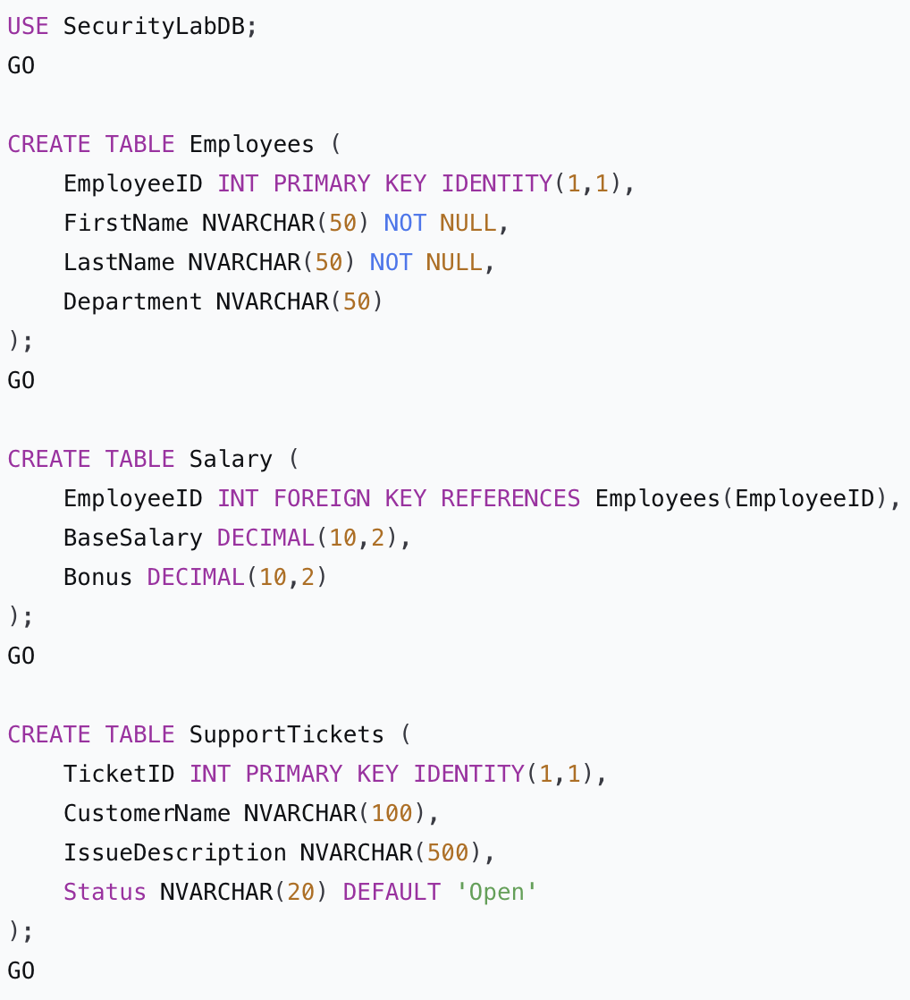 USE SecurityLabDB;
GO

CREATE TABLE Employees (
    EmployeeID INT PRIMARY KEY IDENTITY(1,1),
    FirstName NVARCHAR(50) NOT NULL,
    LastName NVARCHAR(50) NOT NULL,
    Department NVARCHAR(50)
);
GO

CREATE TABLE Salary (
    EmployeeID INT FOREIGN KEY REFERENCES Employees(EmployeeID),
    BaseSalary DECIMAL(10,2),
    Bonus DECIMAL(10,2)
);
GO

CREATE TABLE SupportTickets (
    TicketID INT PRIMARY KEY IDENTITY(1,1),
    CustomerName NVARCHAR(100),
    IssueDescription NVARCHAR(500),
    Status NVARCHAR(20) DEFAULT 'Open'
);
GO